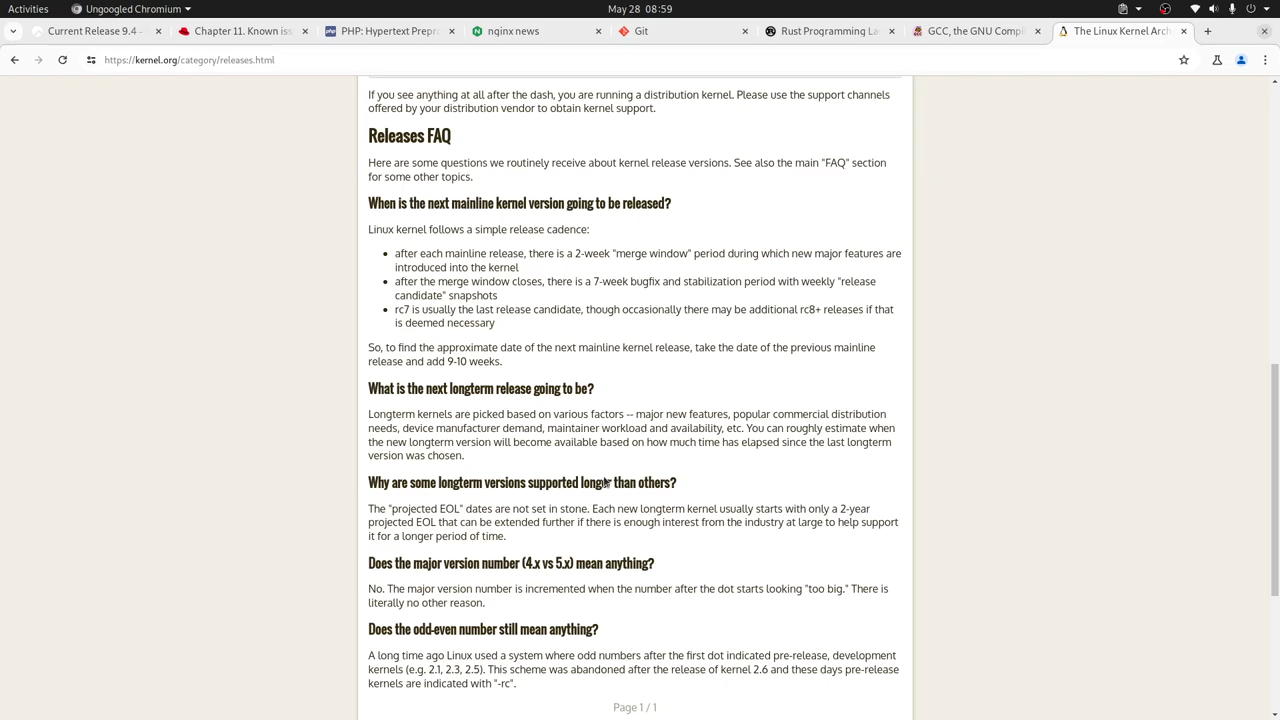 Activities
Ungoogled Chromium
May 28 08:59
Current Release 9.4 -
Chapter 11. Known iss
PHP: Hypertext Prepro
nginx news
Git
Rust Programming La
GCC, the GNU Compil
The Linux Kernel Arch
https://kernel.org/category/releases.html
If you see anything at all after the dash, you are running a distribution kernel. Please use the support channels
offered by your distribution vendor to obtain kernel support.
Releases FAQ
Here are some questions we routinely receive about kernel release versions. See also the main "FAQ" section
for some other topics.
When is the next mainline kernel version going to be released?
Linux kernel follows a simple release cadence:
• after each mainline release, there is a 2-week "merge window" period during which new major features are
introduced into the kernel
• after the merge window closes, there is a 7-week bugfix and stabilization period with weekly "release
candidate" snapshots
• rc7 is usually the last release candidate, though occasionally there may be additional rc8+ releases if that
is deemed necessary
So, to find the approximate date of the next mainline kernel release, take the date of the previous mainline
release and add 9-10 weeks.
What is the next longterm release going to be?
Longterm kernels are picked based on various factors -- major new features, popular commercial distribution
needs, device manufacturer demand, maintainer workload and availability, etc. You can roughly estimate when
the new longterm version will become available based on how much time has elapsed since the last longterm
version was chosen.
Why are some longterm versions supported longer than others?
The "projected EOL" dates are not set in stone. Each new longterm kernel usually starts with only a 2-year
projected EOL that can be extended further if there is enough interest from the industry at large to help support
it for a longer period of time.
Does the major version number (4.x vs 5.x) mean anything?
No. The major version number is incremented when the number after the dot starts looking "too big." There is
literally no other reason.
Does the odd-even number still mean anything?
A long time ago Linux used a system where odd numbers after the first dot indicated pre-release, development
kernels (e.g. 2.1, 2.3, 2.5). This scheme was abandoned after the release of kernel 2.6 and these days pre-release
kernels are indicated with "-rc".
Page 1 / 1